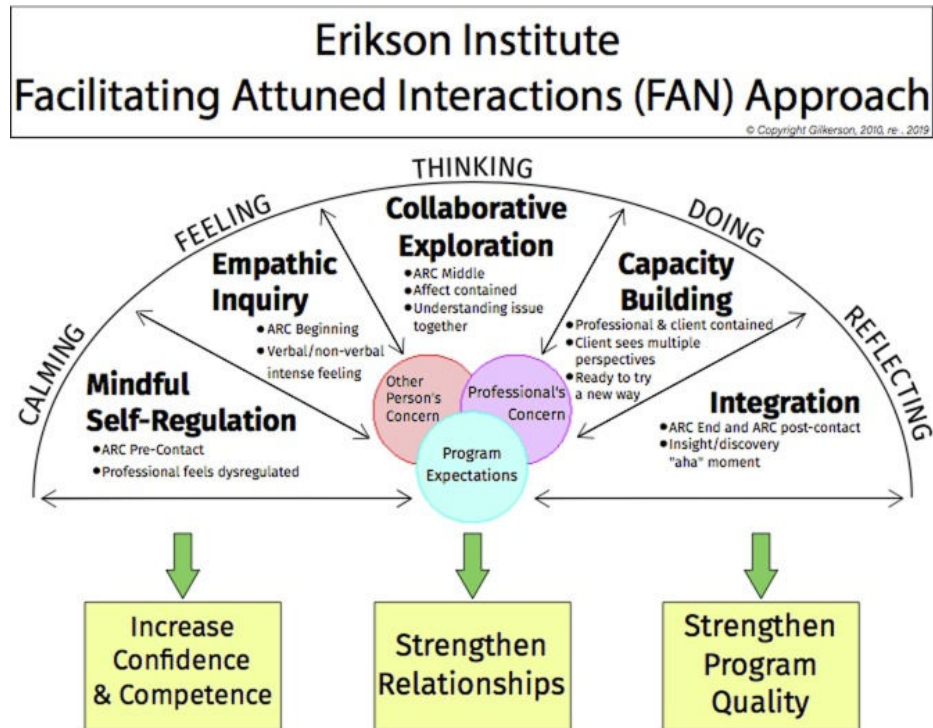 Erikson Institute
Facilitating Attuned Interactions (FAN) Approach
© Copyright Gilkerson, 2010, re . 2019
CALMING
FEELING
THINKING
DOING
REFLECTING
Mindful
Self-Regulation
●ARC Pre-Contact
●Professional feels dysregulated
Empathic
Inquiry
●ARC Beginning
●Verbal/non-verbal
intense feeling
Collaborative
Exploration
●ARC Middle
●Affect contained
●Understanding issue
together
Capacity
Building
●Professional & client contained
●Client sees multiple
perspectives
●Ready to try
a new way
Integration
●ARC End and ARC post-contact
●Insight/discovery
"aha" moment
Other
Person's
Concern
Professional's
Concern
Program
Expectations
Increase
Confidence
& Competence
Strengthen
Relationships
Strengthen
Program
Quality